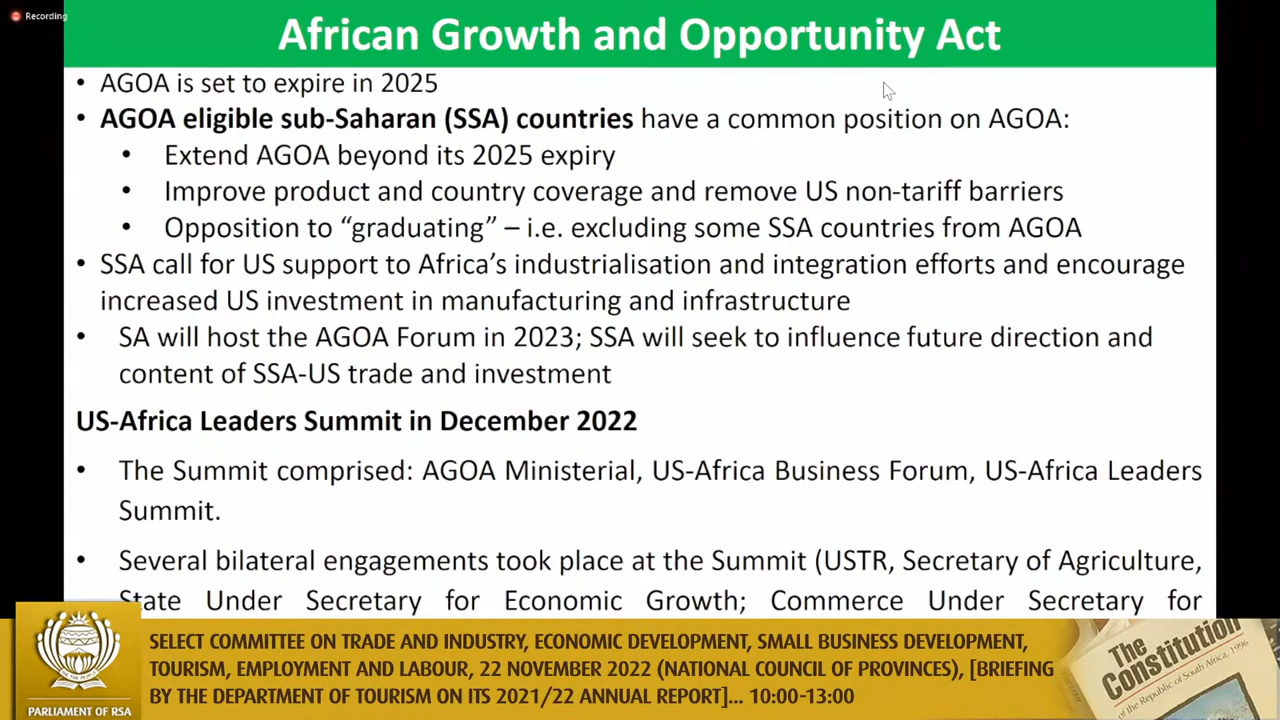 Recording
African Growth and Opportunity Act
• AGOA is set to expire in 2025
• AGOA eligible sub-Saharan (SSA) countries have a common position on AGOA:
• Extend AGOA beyond its 2025 expiry
• Improve product and country coverage and remove US non-tariff barriers
• Opposition to “graduating” – i.e. excluding some SSA countries from AGOA
• SSA call for US support to Africa’s industrialisation and integration efforts and encourage
increased US investment in manufacturing and infrastructure
• SA will host the AGOA Forum in 2023; SSA will seek to influence future direction and
content of SSA-US trade and investment
US-Africa Leaders Summit in December 2022
• The Summit comprised: AGOA Ministerial, US-Africa Business Forum, US-Africa Leaders
Summit.
• Several bilateral engagements took place at the Summit (USTR, Secretary of Agriculture,
State Under Secretary for Economic Growth; Commerce Under Secretary for
SELECT COMMITTEE ON TRADE AND INDUSTRY, ECONOMIC DEVELOPMENT, SMALL BUSINESS DEVELOPMENT,
TOURISM, EMPLOYMENT AND LABOUR, 22 NOVEMBER 2022 (NATIONAL COUNCIL OF PROVINCES), [BRIEFING
BY THE DEPARTMENT OF TOURISM ON ITS 2021/22 ANNUAL REPORT]... 10:00-13:00
PARLIAMENT OF RSA
The
Constitution
of the Republic of South Africa, 1996